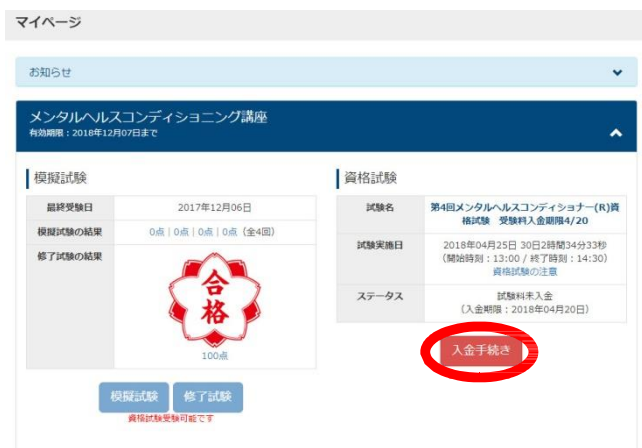 マイページ
お知らせ
メンタルヘルスコンディショニング講座
有効期限：2018年12月07日まで
模擬試験
最終受験日 2017年12月06日
模擬試験の結果 0点 | 0点 | 0点 | 0点（全4回）
修了試験の結果
合格
100点
模擬試験 修了試験
資格試験受験可能です
資格試験
試験名 第4回メンタルヘルスコンディショナー(R)資
格試験 受験料入金期限4/20
試験実施日 2018年04月25日 30日2時間34分33秒
（開始時刻：13:00 / 終了時刻：14:30）
資格試験の注意
ステータス 試験料未入金
（入金期限：2018年04月20日）
入金手続き